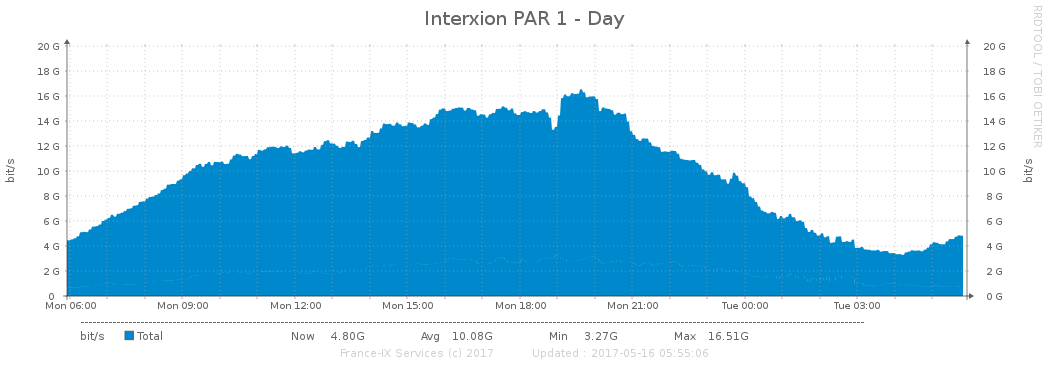 Interxion PAR 1 - Day
RRDTOOL / TOBI OETIKER
bit/s
20 G 20 G
18 G 18 G
16 G 16 G
14 G 14 G
12 G 12 G
10 G 10 G
8 G 8 G
6 G 6 G
4 G 4 G
2 G 2 G
0 0 G
bit/s
Mon 06:00 Mon 09:00 Mon 12:00 Mon 15:00 Mon 18:00 Mon 21:00 Tue 00:00 Tue 03:00
bit/s Total Now 4.80G Avg 10.08G Min 3.27G Max 16.51G
France-IX Services (c) 2017 Updated : 2017-05-16 05:55:06